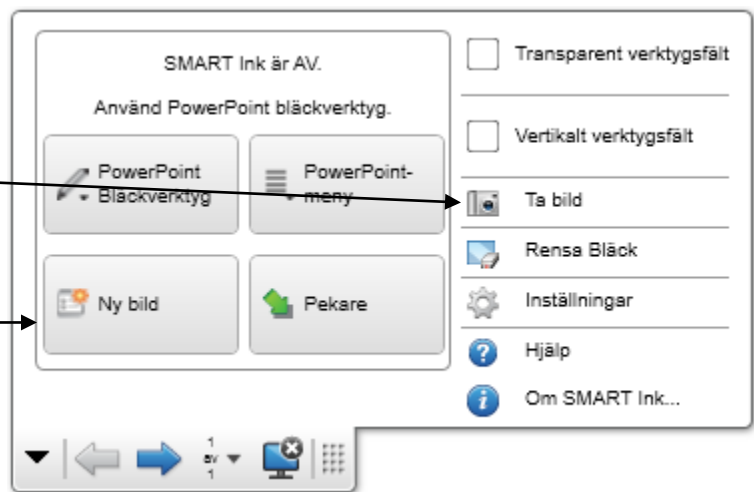 SMART Ink är AV.
Använd PowerPoint bläckverktyg.
PowerPoint
Bläckverktyg
PowerPoint-
meny
Ny bild
Pekare
Transparent verktygsfält
Vertikalt verktygsfält
Ta bild
Rensa Bläck
Inställningar
Hjälp
Om SMART Ink...
1
av
1